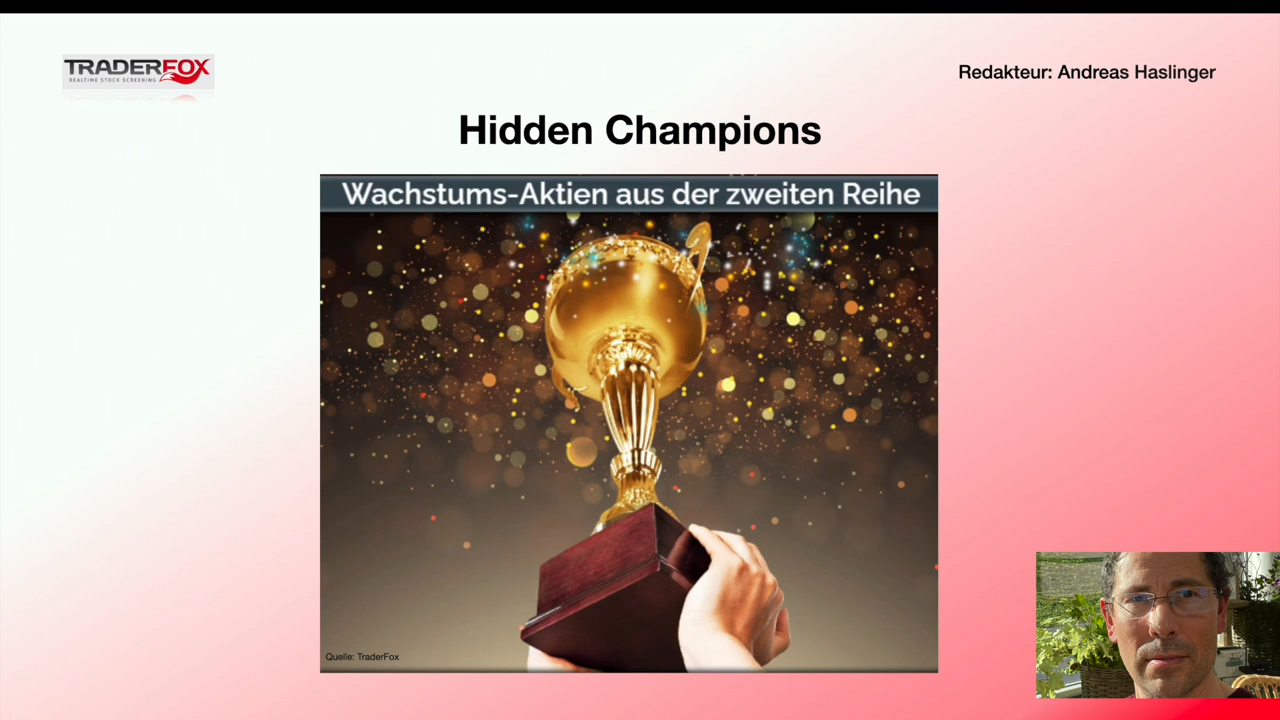 TRADERFOX
REALTIME STOCK SCREENING
Redakteur: Andreas Haslinger
Hidden Champions
Wachstums-Aktien aus der zweiten Reihe
Quelle: TraderFox